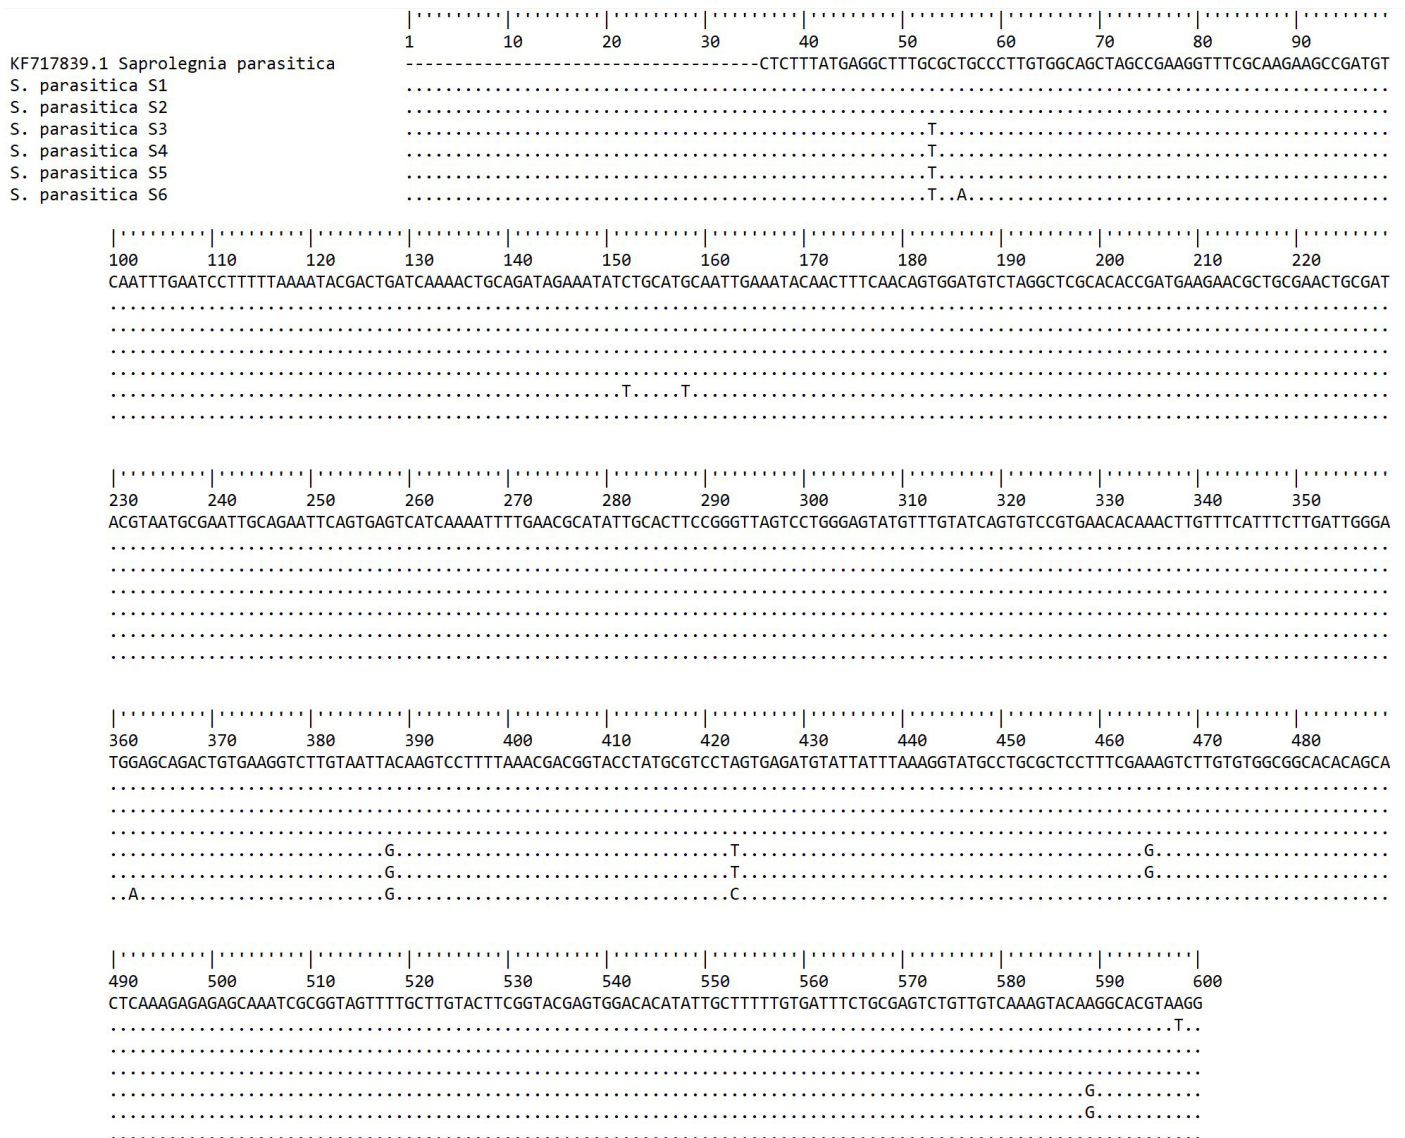 |'''''''''|'''''''''|'''''''''|'''''''''|'''''''''|'''''''''|'''''''''|'''''''''|'''''''''|'''''''''
1 10 20 30 40 50 60 70 80 90
KF717839.1 Saprolegnia parasitica ------------------------------------CTCTTTATGAGGCTTTGCGCTGCCCTTGTGGCAGCTAGCCGAAGGTTTCGCAAGAAGCCGATGT
S. parasitica S1 ....................................................................................................
S. parasitica S2 ....................................................................................................
S. parasitica S3 .....................................................T..............................................
S. parasitica S4 .....................................................T..............................................
S. parasitica S5 .....................................................T..............................................
S. parasitica S6 .....................................................T..A...........................................
|'''''''''|'''''''''|'''''''''|'''''''''|'''''''''|'''''''''|'''''''''|'''''''''|'''''''''|'''''''''|'''''''''|'''''''''|'''''''''
100 110 120 130 140 150 160 170 180 190 200 210 220
CAATTTGAATCCTTTTTAAAATACGACTGATCAAAACTGCAGATAGAAATATCTGCATGCAATTGAAATACAACTTTCAACAGTGGATGTCTAGGCTCGCACACCGATGAAGAACGCTGCGAACTGCGAT
..................................................................................................................................
..................................................................................................................................
..................................................................................................................................
..................................................................................................................................
....................................................T.....T.......................................................................
..................................................................................................................................
|'''''''''|'''''''''|'''''''''|'''''''''|'''''''''|'''''''''|'''''''''|'''''''''|'''''''''|'''''''''|'''''''''|'''''''''|'''''''''
230 240 250 260 270 280 290 300 310 320 330 340 350
ACGTAATGCGAATTGCAGAATTCAGTGAGTCATCAAAATTTTGAACGCATATTGCACTTCCGGGTTAGTCCTGGGAGTATGTTTGTATCAGTGTCCGTGAACACAAACTTGTTTCATTTCTTGATTGGGA
..................................................................................................................................
..................................................................................................................................
..................................................................................................................................
..................................................................................................................................
..................................................................................................................................
..................................................................................................................................
|'''''''''|'''''''''|'''''''''|'''''''''|'''''''''|'''''''''|'''''''''|'''''''''|'''''''''|'''''''''|'''''''''|'''''''''|'''''''''
360 370 380 390 400 410 420 430 440 450 460 470 480
TGGAGCAGACTGTGAAGGTCTTGTAATTACAAGTCCTTTTAAACGACGGTACCTATGCGTCCTAGTGAGATGTATTATTTAAAGGTATGCCTGCGCTCCTTTCGAAAGTCTTGTGTGGCGGCACACAGCA
..................................................................................................................................
..................................................................................................................................
..................................................................................................................................
............................G..................................T.........................................G........................
............................G..................................T.........................................G........................
..A.........................G..................................C..................................................................
|'''''''''|'''''''''|'''''''''|'''''''''|'''''''''|'''''''''|'''''''''|'''''''''|'''''''''|'''''''''|'''''''''|
490 500 510 520 530 540 550 560 570 580 590 600
CTCAAAGAGAGAGCAAATCGCGGTAGTTTTGCTTGTACTTCGGTACGAGTGGACACATATTGCTTTTTGTGATTTCTGCGAGTCTGTTGTCAAAGTACAAGGCACGTAAGG
............................................................................................................T..
...............................................................................................................
...............................................................................................................
...................................................................................................G...........
...................................................................................................G...........
...............................................................................................................